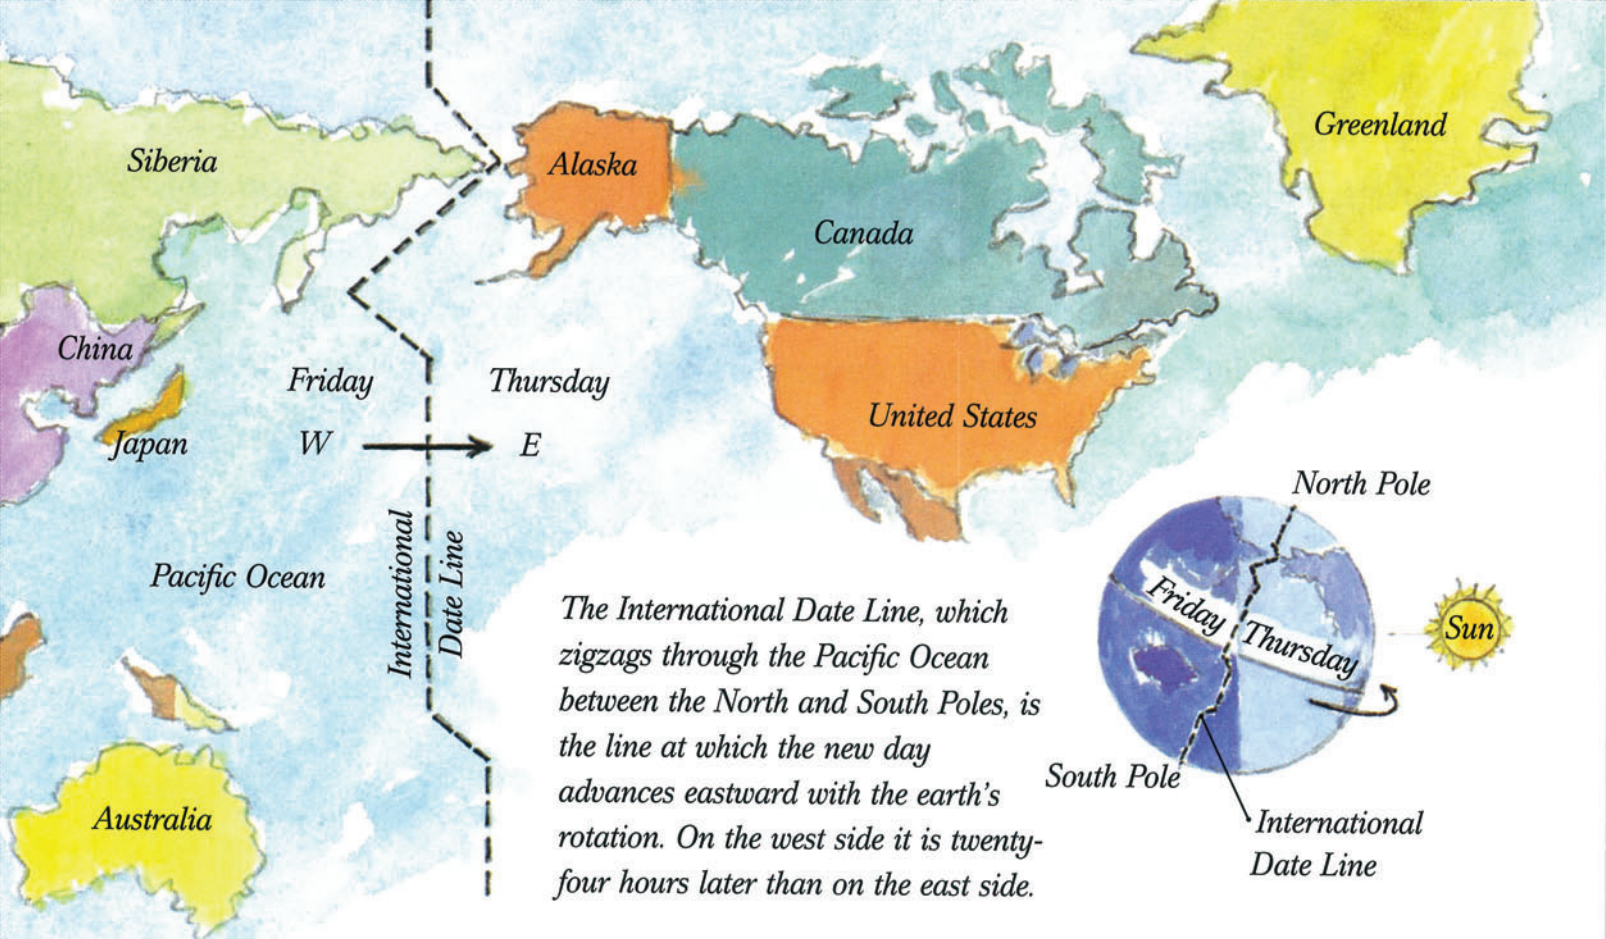 Greenland
Siberia
Alaska
Canada
China
Friday
Thursday
Japan
W
E
United States
International
Date Line
Pacific Ocean
North Pole
Friday
Thursday
Sun
South Pole
International
Date Line
Australia
The International Date Line, which
zigzags through the Pacific Ocean
between the North and South Poles, is
the line at which the new day
advances eastward with the earth's
rotation. On the west side it is twenty-
four hours later than on the east side.